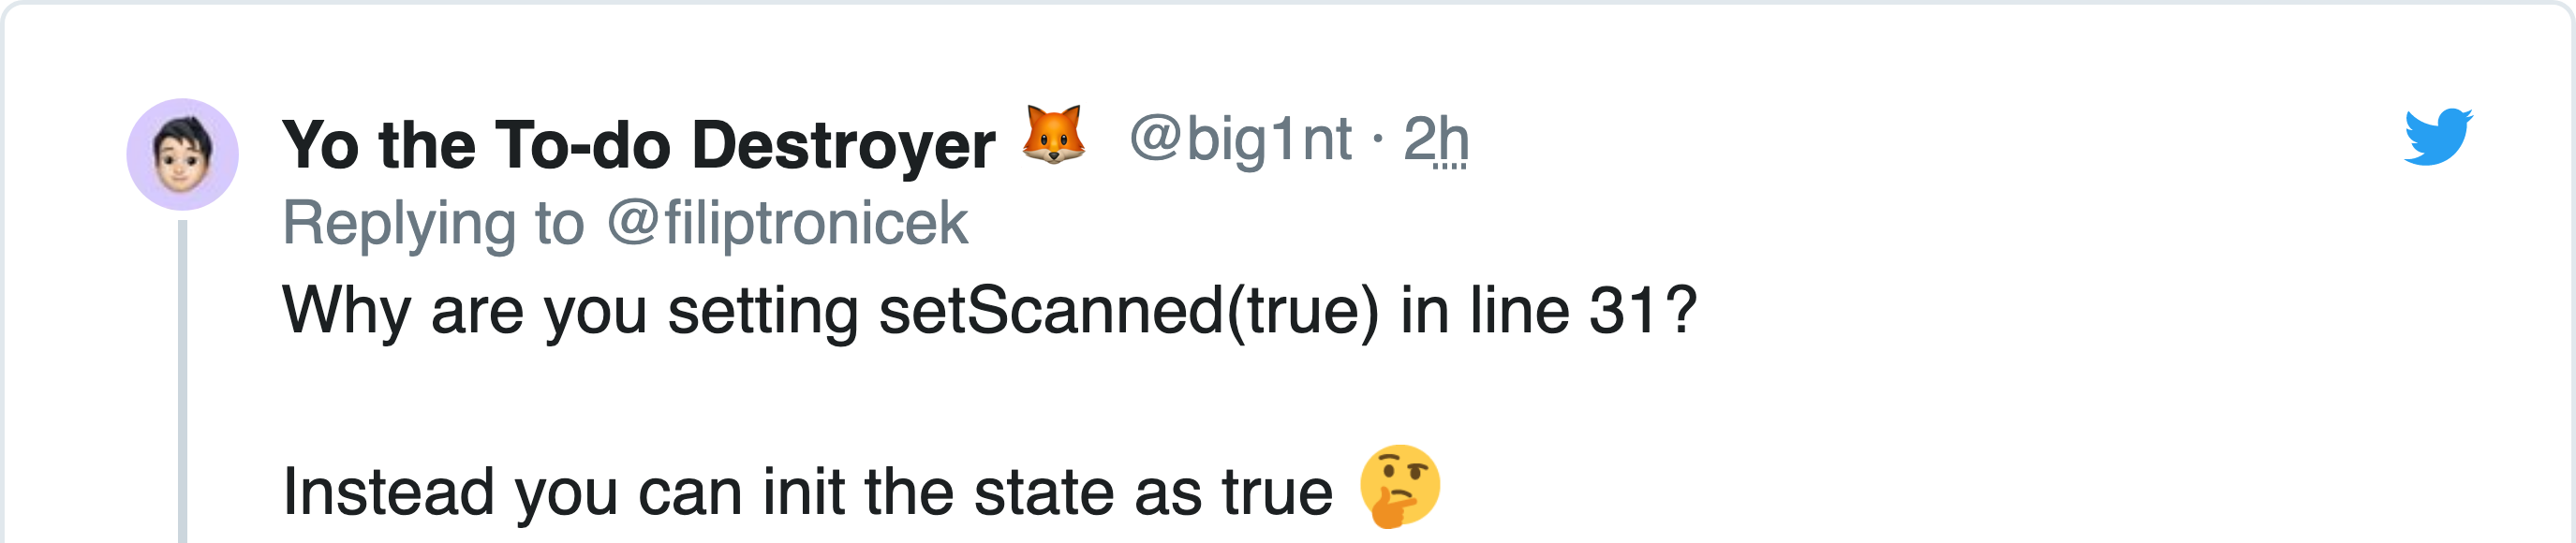 Yo the To-do Destroyer 🦊 @big1nt · 2h
Replying to @filiptronicek
Why are you setting setScanned(true) in line 31?
Instead you can init the state as true 🤔